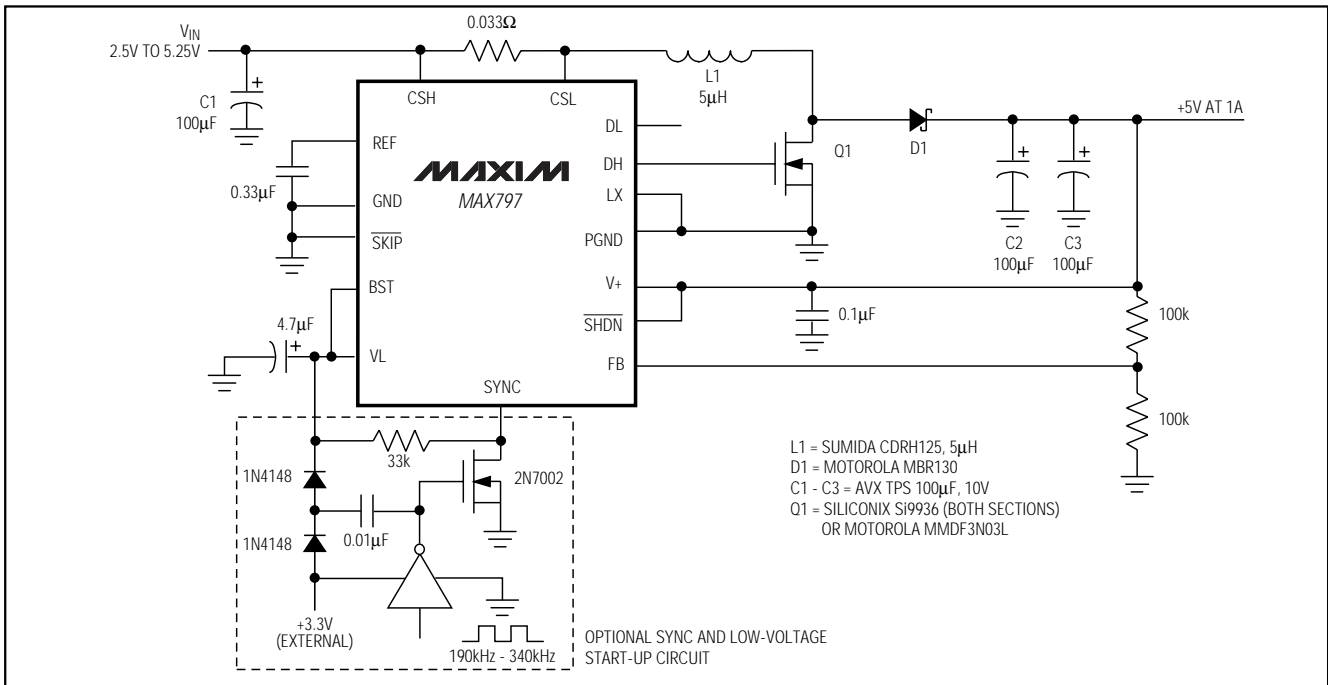 VIN
2.5V TO 5.25V
0.033Ω
L1
5µH
C1
100µF
CSH
CSL
+5V AT 1A
DL
DH
Q1
D1
REF
MAXIM
MAX797
LX
0.33µF
GND
SKIP
PGND
C2
100µF
C3
100µF
BST
V+
SHDN
0.1µF
100k
4.7µF
VL
FB
SYNC
100k
33k
2N7002
1N4148
0.01µF
1N4148
+3.3V
(EXTERNAL)
190kHz - 340kHz
OPTIONAL SYNC AND LOW-VOLTAGE
START-UP CIRCUIT
L1 = SUMIDA CDRH125, 5µH
D1 = MOTOROLA MBR130
C1 - C3 = AVX TPS 100µF, 10V
Q1 = SILICONIX Si9936 (BOTH SECTIONS)
OR MOTOROLA MMDF3N03L